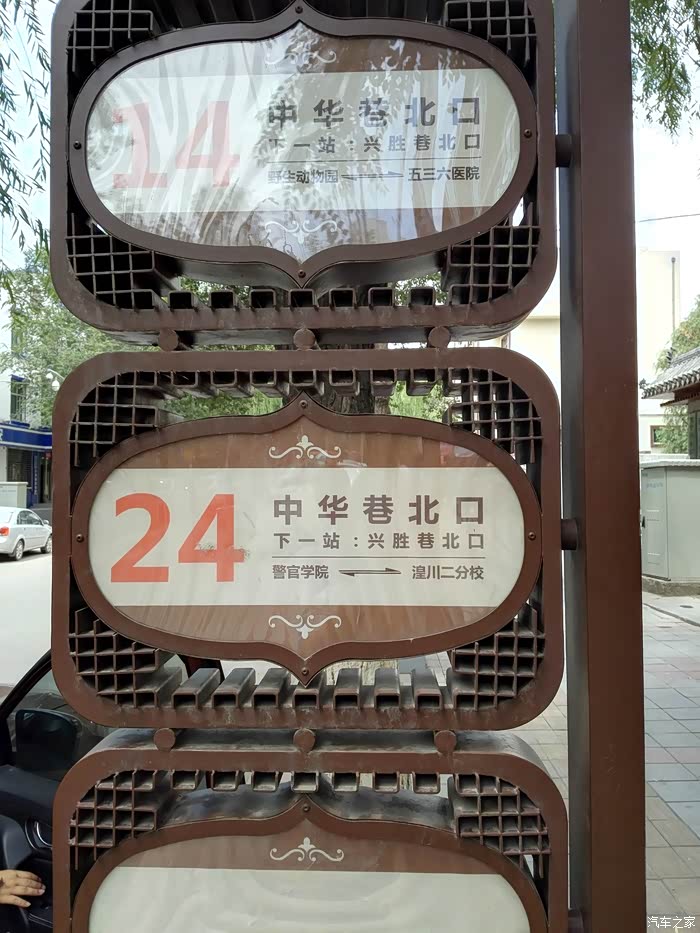 14
中华巷北口
下一站：兴胜巷北口
野生动物园 五三六医院
24
中华巷北口
下一站：兴胜巷北口
警官学院 湟川二分校
汽车之家